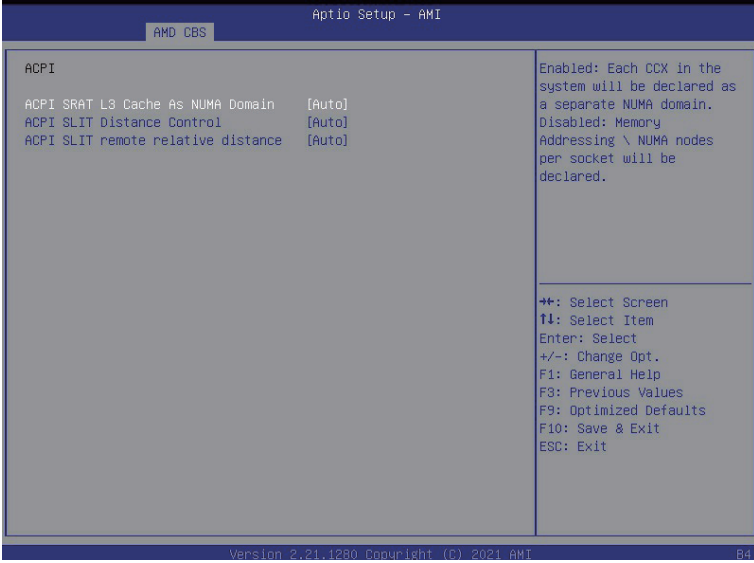 Aptio Setup – AMI
AMD CBS
ACPI
ACPI SRAT L3 Cache As NUMA Domain [Auto]
ACPI SLIT Distance Control [Auto]
ACPI SLIT remote relative distance [Auto]
Enabled: Each CCX in the
system will be declared as
a separate NUMA domain.
Disabled: Memory
Addressing \ NUMA nodes
per socket will be
declared.
→←: Select Screen
↑↓: Select Item
Enter: Select
+/-: Change Opt.
F1: General Help
F3: Previous Values
F9: Optimized Defaults
F10: Save & Exit
ESC: Exit
Version 2.21.1280 Copyright (C) 2021 AMI
B4